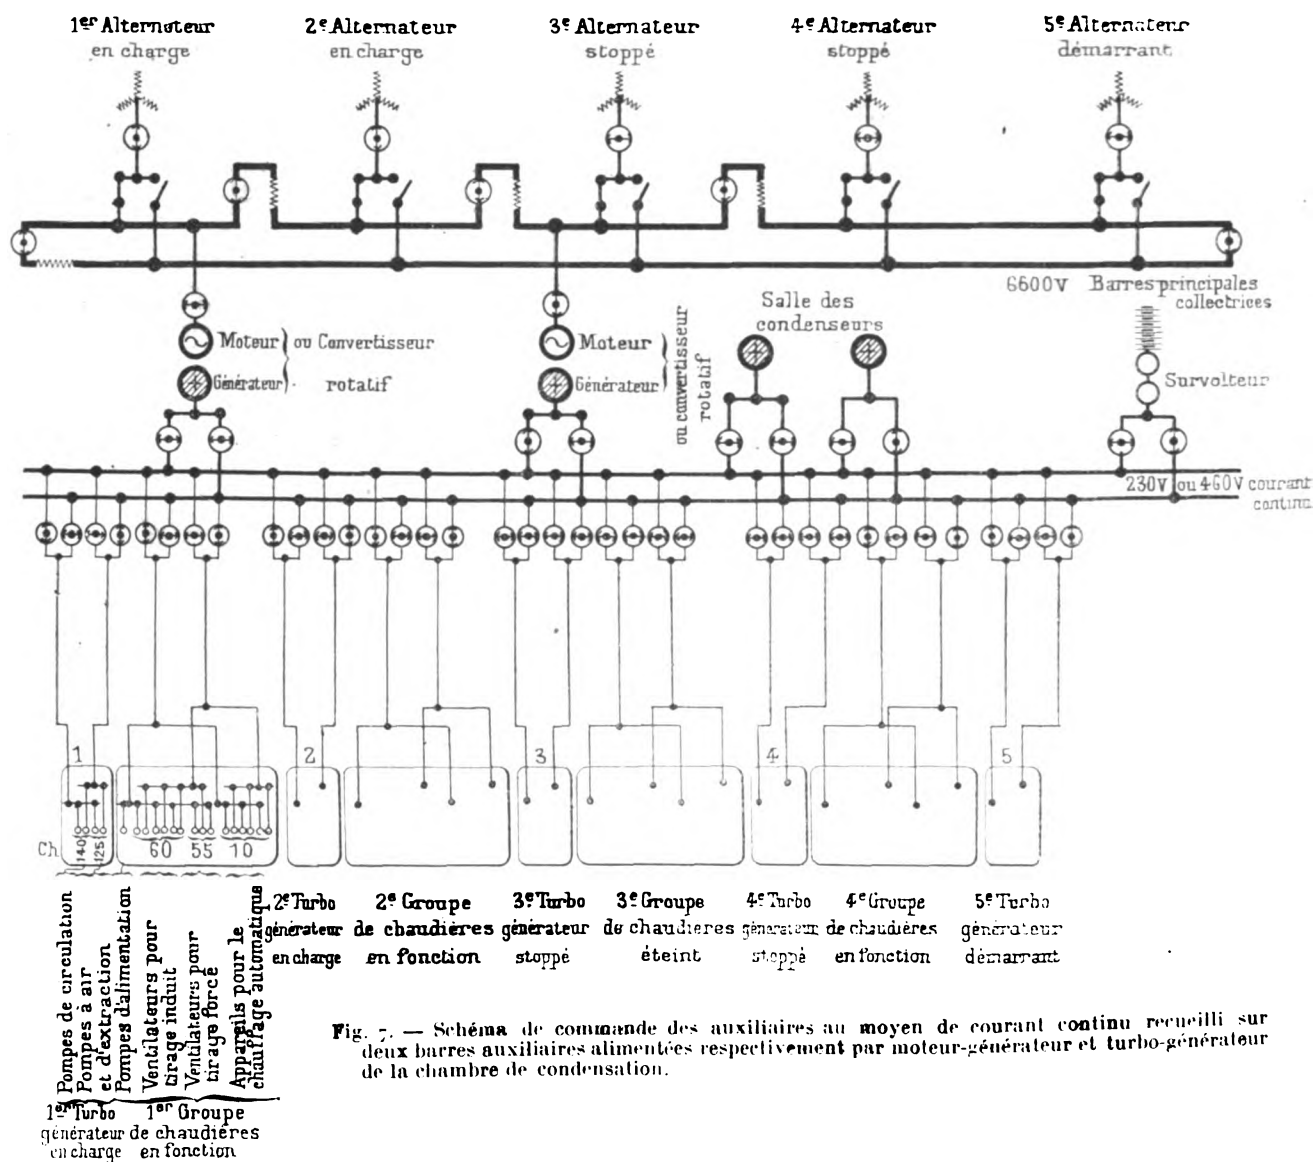 1er Alternateur 2e Alternateur 3e Alternateur 4e Alternateur 5e Alternateur
en charge en charge stoppé stoppé démarrant
6600V Barres principales
collectrices
Salle des
condenseurs
Moteur ou Convertisseur
Générateur rotatif
Moteur
Générateur
ou convertisseur
rotatif
Survolteur
230V ou 460V courant
continu
1 2 3 4 5
Ch
140 125 60 55 10
Pompes de circulation
Pompes à air
et d'extraction
Pompes d'alimentation
Ventilateurs pour
tirage induit
Ventilateurs pour
tirage forcé
Appareils pour le
chauffage automatique
1er Turbo 1er Groupe
générateur de chaudières
en charge en fonction
2e Turbo 2e Groupe 3e Turbo 3e Groupe 4e Turbo 4e Groupe 5e Turbo
générateur de chaudières générateur de chaudieres générateur de chaudières générateur
en charge en fonction stoppé éteint stoppé en fonction démarrant
Fig. 7. — Schéma de commande des auxiliaires au moyen de courant continu recueilli sur
deux barres auxiliaires alimentées respectivement par moteur-générateur et turbo-générateur
de la chambre de condensation.